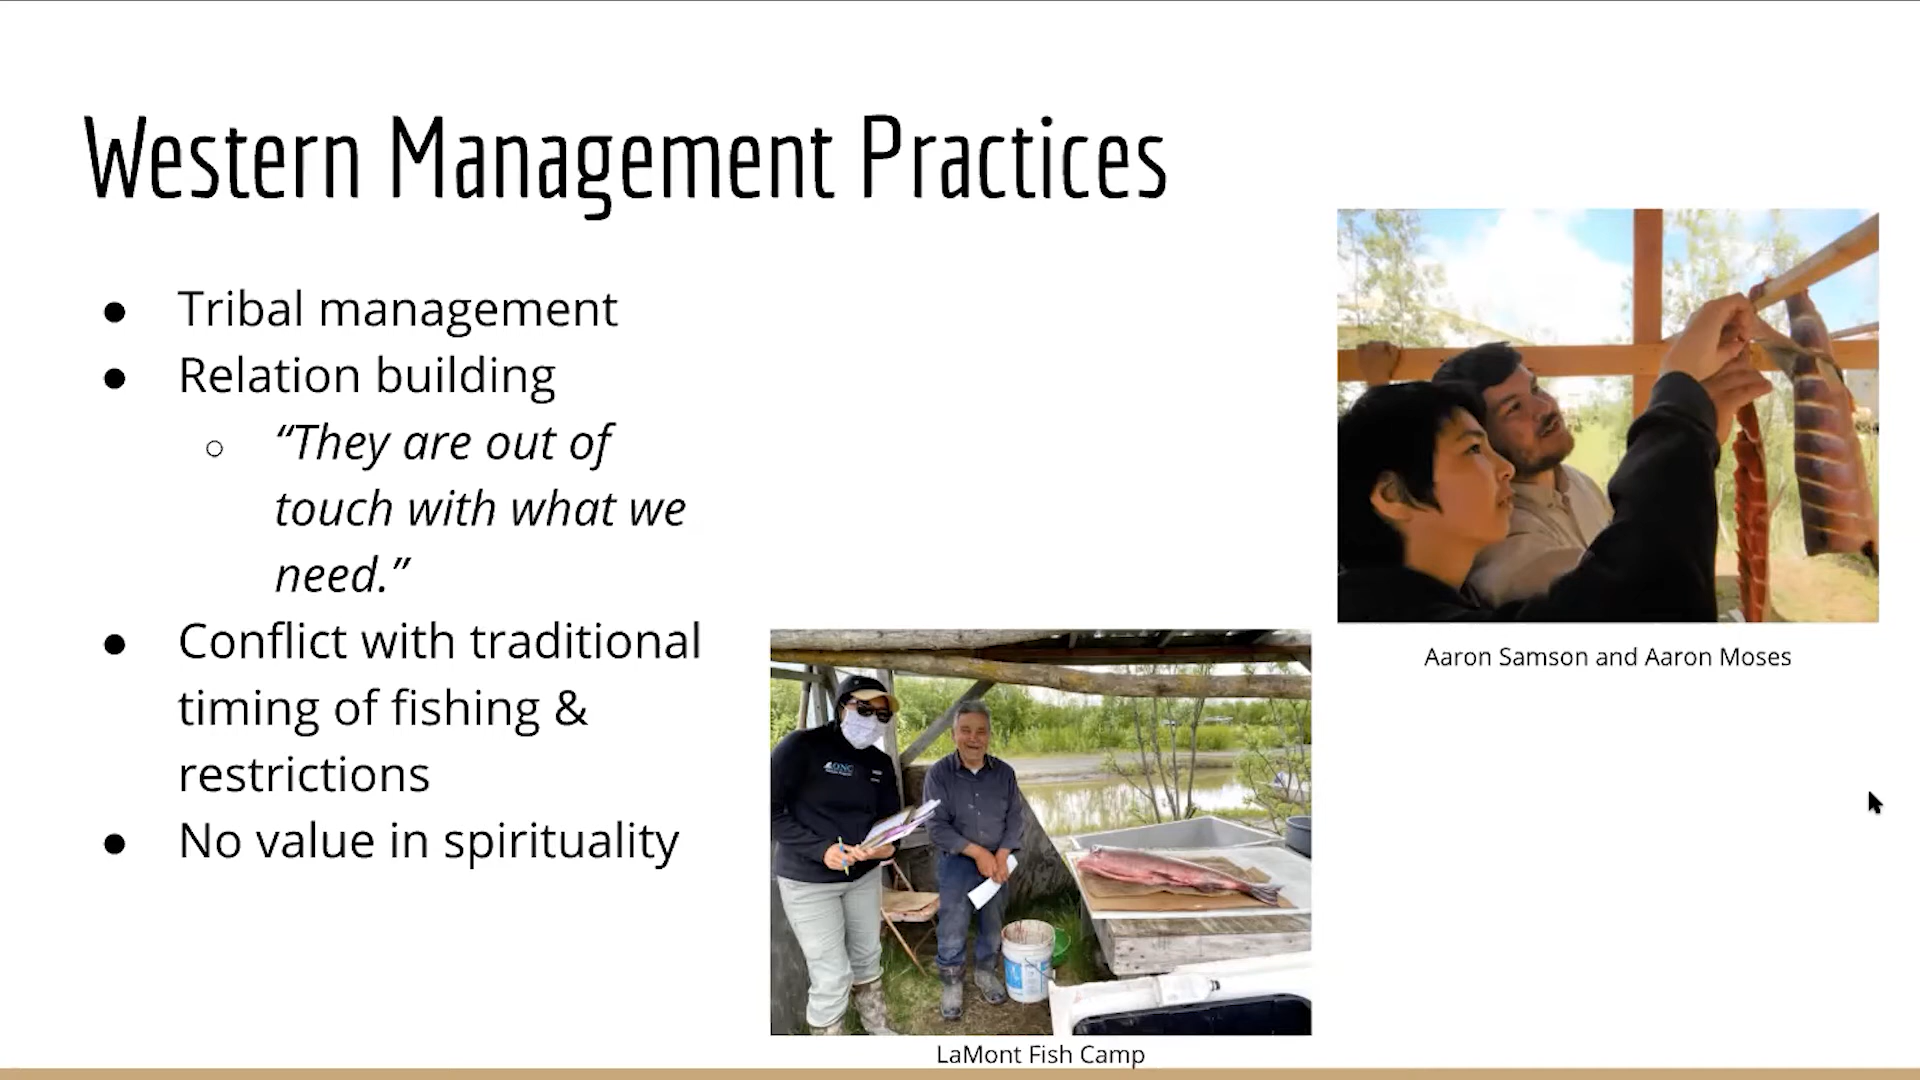 Western Management Practices
● Tribal management
● Relation building
○ “They are out of
touch with what we
need.”
● Conflict with traditional
timing of fishing &
restrictions
● No value in spirituality
Aaron Samson and Aaron Moses
ONC
LaMont Fish Camp